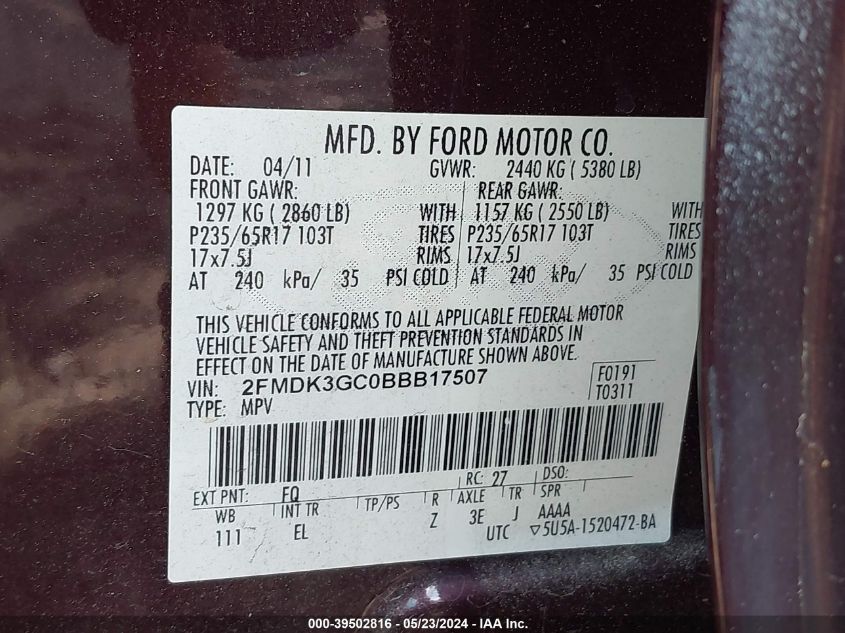 MFD. BY FORD MOTOR CO.
DATE: 04/11 GVWR: 2440 KG ( 5380 LB)
FRONT GAWR: REAR GAWR:
1297 KG ( 2860 LB) WITH 1157 KG ( 2550 LB) WITH
P235/65R17 103T TIRES P235/65R17 103T TIRES
17x7.5J RIMS 17x7.5J RIMS
AT 240 kPa/ 35 PSI COLD AT 240 kPa/ 35 PSI COLD
THIS VEHICLE CONFORMS TO ALL APPLICABLE FEDERAL MOTOR
VEHICLE SAFETY AND THEFT PREVENTION STANDARDS IN
EFFECT ON THE DATE OF MANUFACTURE SHOWN ABOVE.
VIN: 2FMDK3GC0BBB17507 F0191
TYPE: MPV T0311
EXT PNT: FQ RC: 27 DSO:
WB INT TR TP/PS R AXLE TR SPR
111 EL Z 3E J AAAA
UTC ▽5U5A-1520472-BA
000-39502816 - 05/23/2024 - IAA Inc.